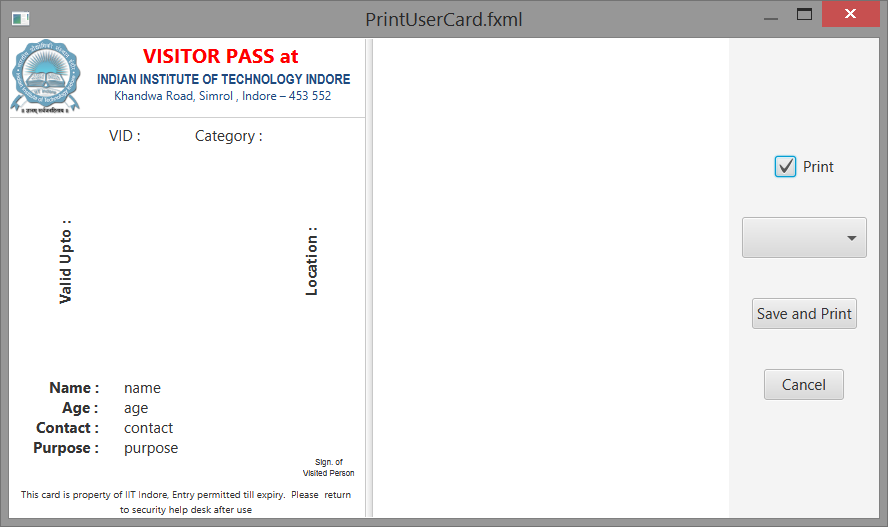 PrintUserCard.fxml
VISITOR PASS at
INDIAN INSTITUTE OF TECHNOLOGY INDORE
Khandwa Road, Simrol , Indore – 453 552
VID :
Category :
Valid Upto :
Location :
Name : name
Age : age
Contact : contact
Purpose : purpose
Sign. of
Visited Person
This card is property of IIT Indore, Entry permitted till expiry.  Please  return
to security help desk after use
Print
Save and Print
Cancel